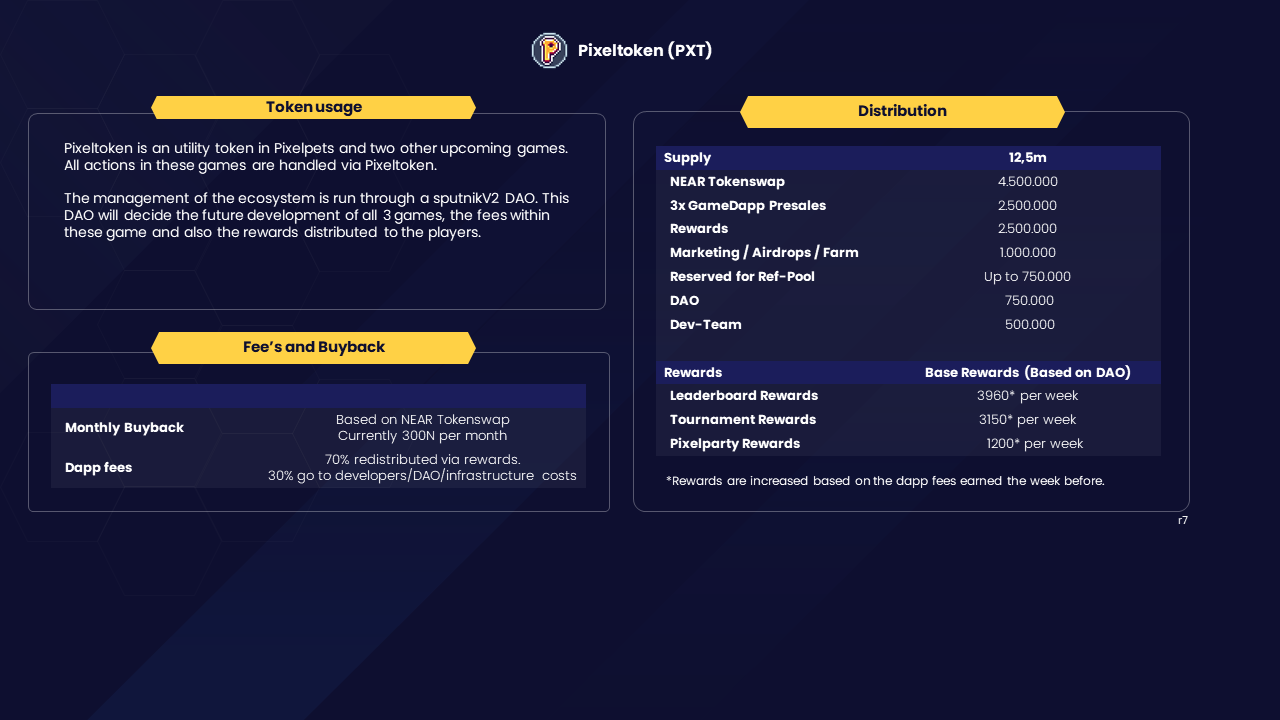 Pixeltoken (PXT)
Token usage
Pixeltoken is an utility token in Pixelpets and two other upcoming games.
All actions in these games are handled via Pixeltoken.
The management of the ecosystem is run through a sputnikV2 DAO. This
DAO will decide the future development of all 3 games, the fees within
these game and also the rewards distributed to the players.
Fee's and Buyback
Monthly Buyback
Based on NEAR Tokenswap
Currently 300N per month
Dapp fees
70% redistributed via rewards.
30% go to developers/DAO/infrastructure costs
Distribution
Supply 12,5m
NEAR Tokenswap 4.500.000
3x GameDapp Presales 2.500.000
Rewards 2.500.000
Marketing / Airdrops / Farm 1.000.000
Reserved for Ref-Pool Up to 750.000
DAO 750.000
Dev-Team 500.000
Rewards Base Rewards (Based on DAO)
Leaderboard Rewards 3960* per week
Tournament Rewards 3150* per week
Pixelparty Rewards 1200* per week
*Rewards are increased based on the dapp fees earned the week before.
r7